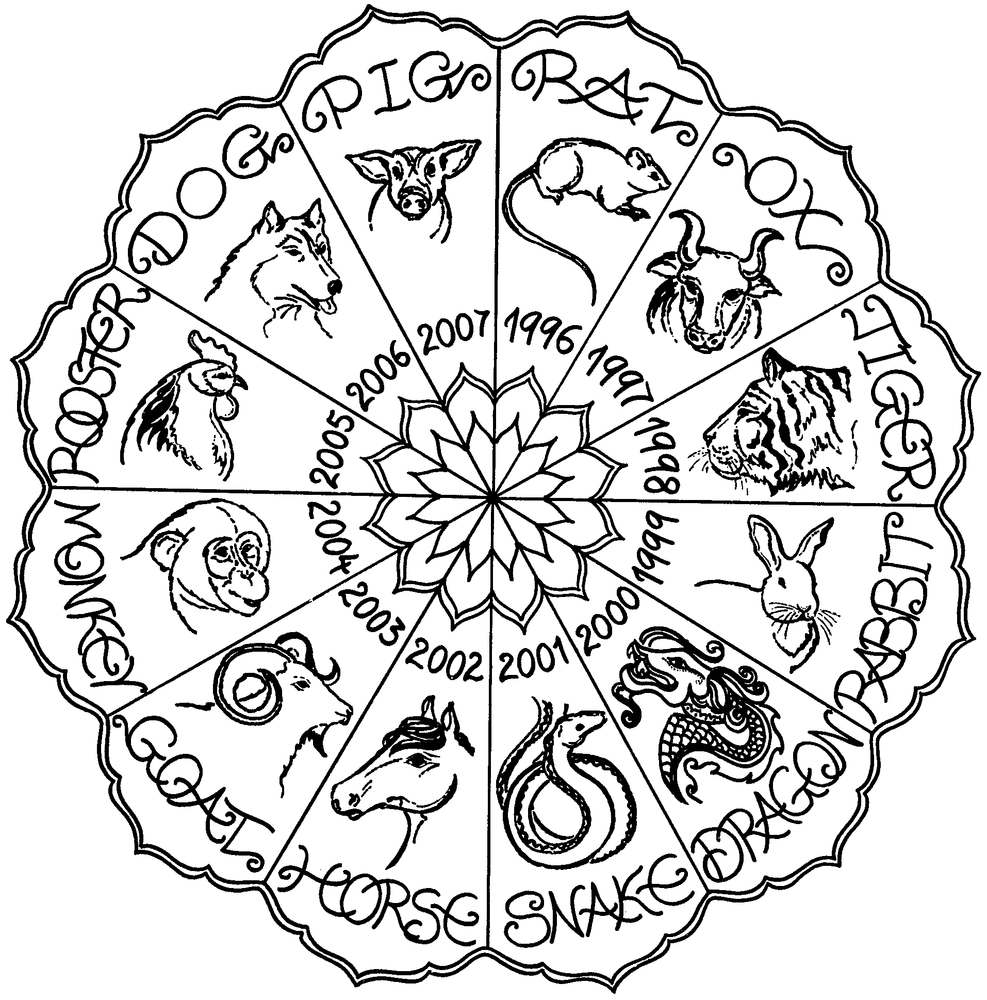 RAT
1996
OX
1997
TIGER
1998
RABBIT
1999
DRAGON
2000
SNAKE
2001
HORSE
2002
GOAT
2003
MONKEY
2004
ROOSTER
2005
DOG
2006
PIG
2007